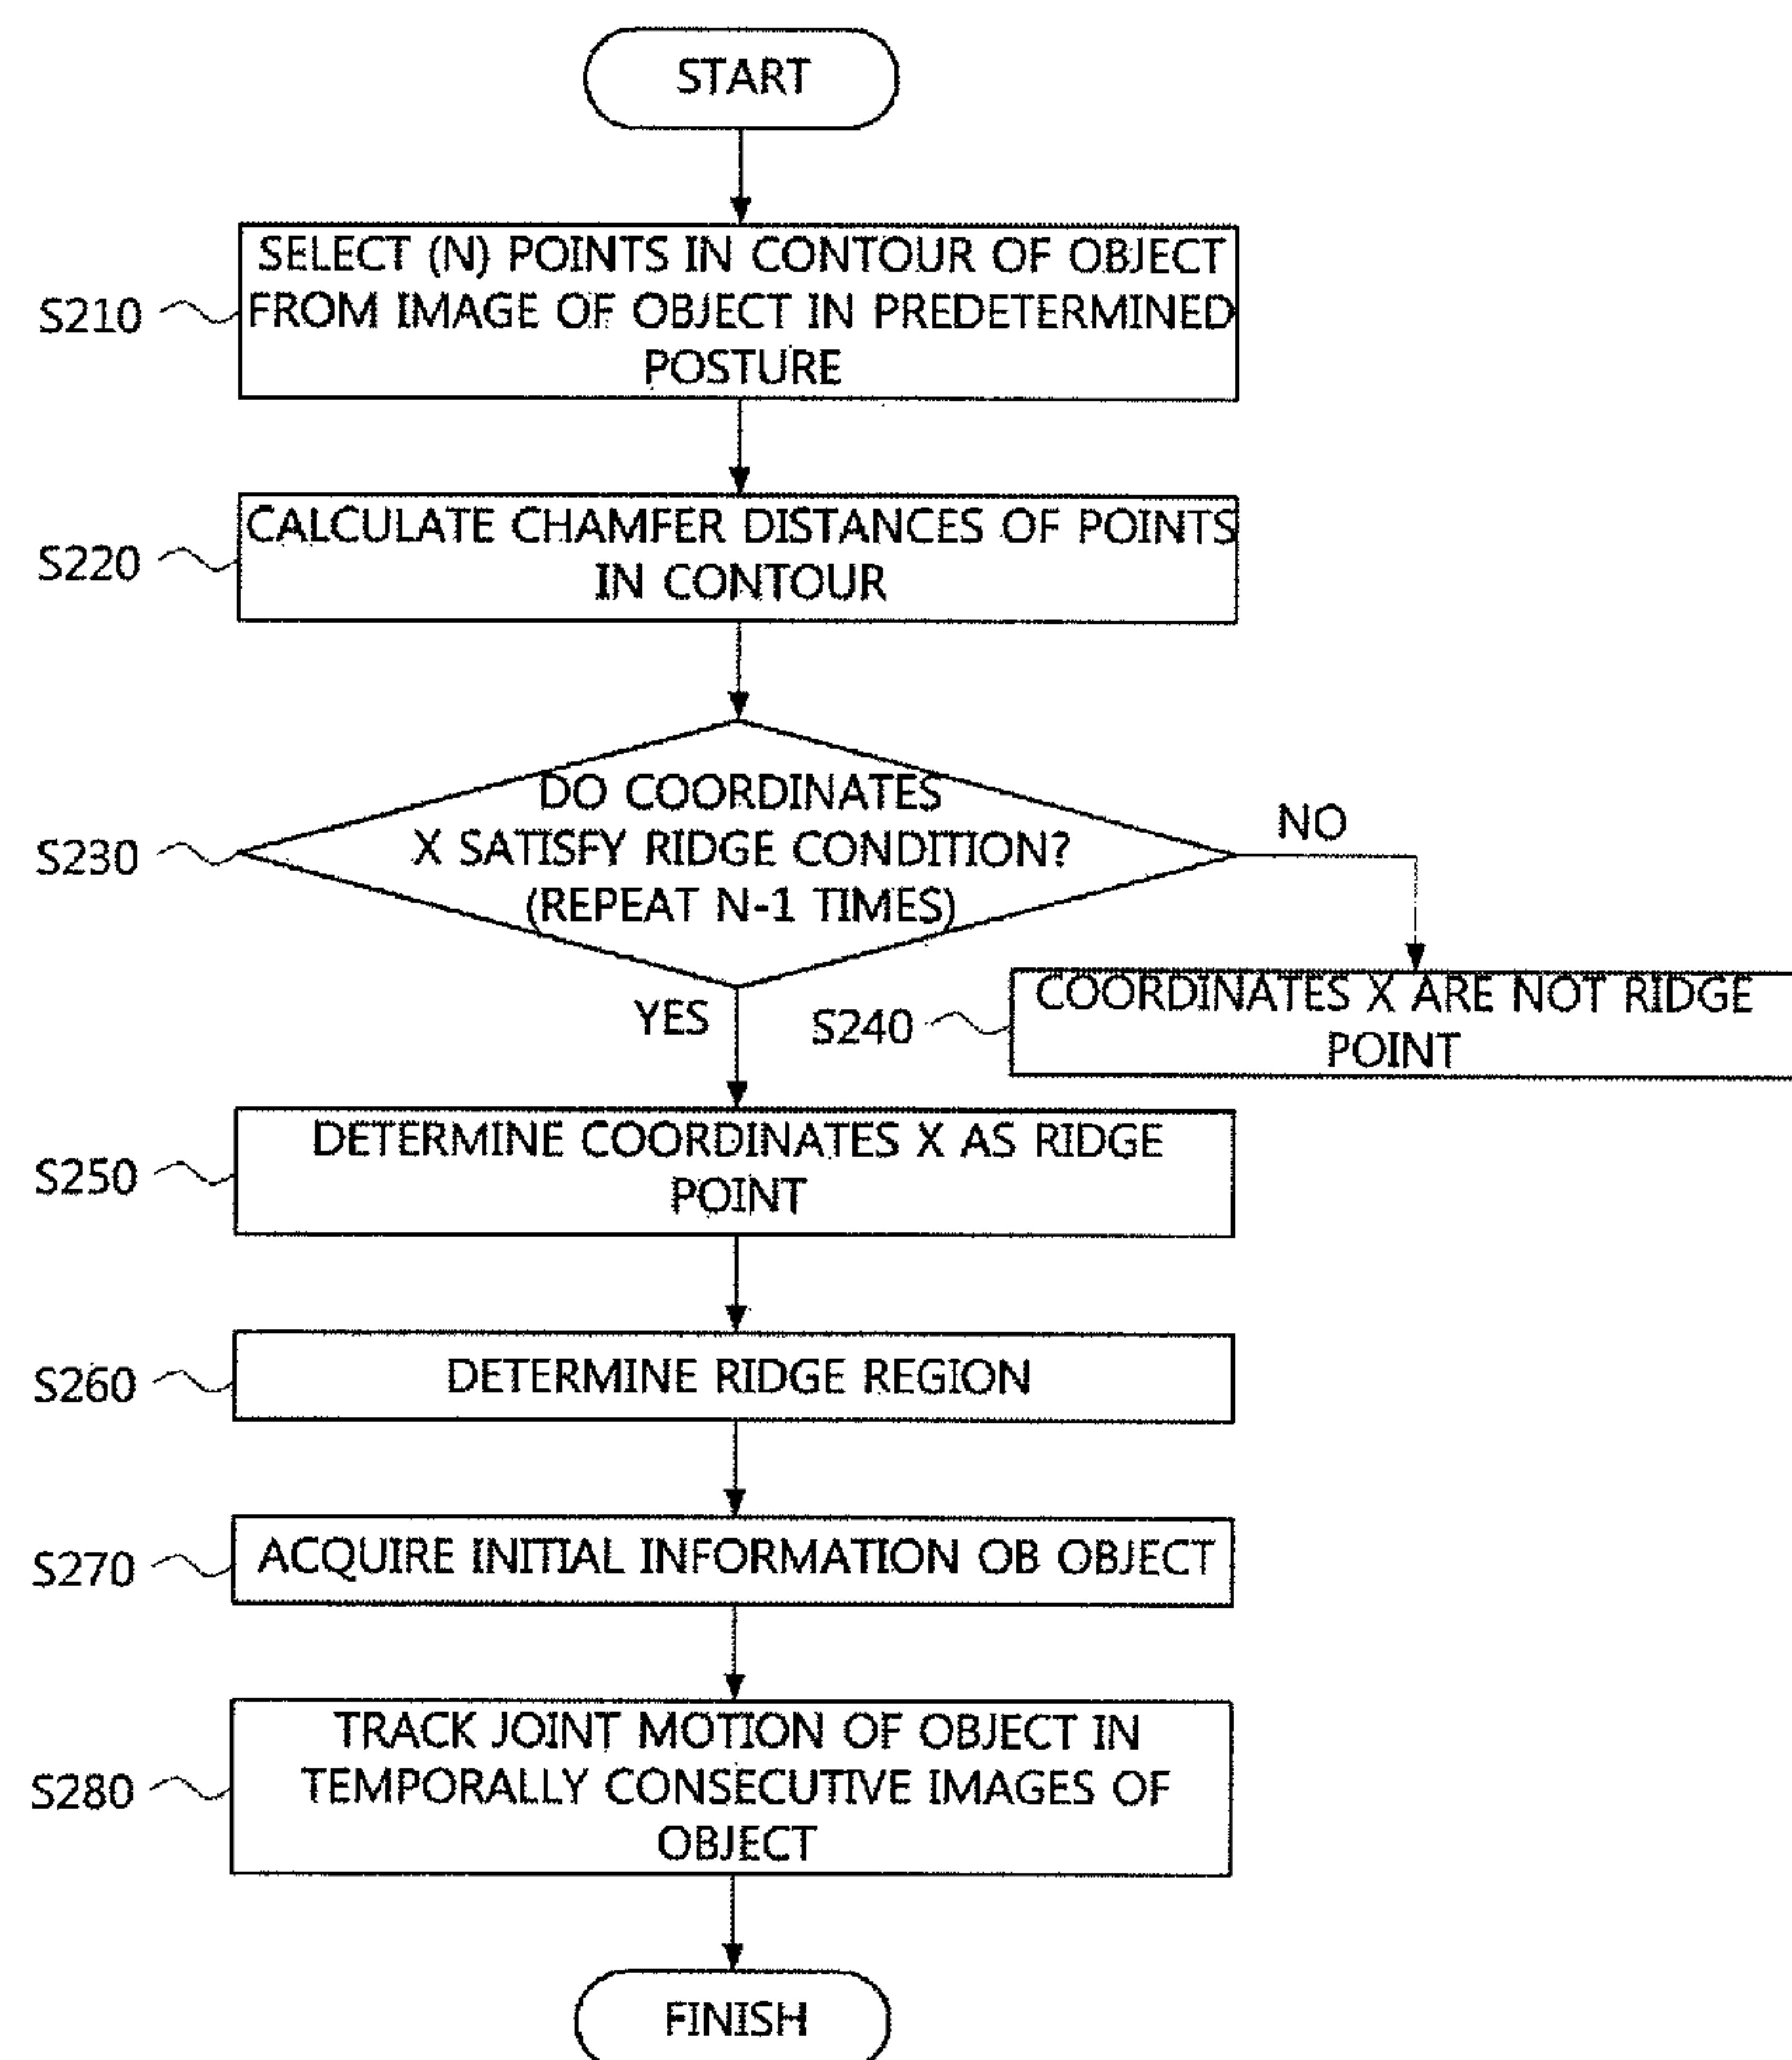 START
S210
SELECT (N) POINTS IN CONTOUR OF OBJECT
FROM IMAGE OF OBJECT IN PREDETERMINED
POSTURE
S220
CALCULATE CHAMFER DISTANCES OF POINTS
IN CONTOUR
S230
DO COORDINATES
X SATISFY RIDGE CONDITION?
(REPEAT N-1 TIMES)
NO
YES
S240
COORDINATES X ARE NOT RIDGE
POINT
S250
DETERMINE COORDINATES X AS RIDGE
POINT
S260
DETERMINE RIDGE REGION
S270
ACQUIRE INITIAL INFORMATION OB OBJECT
S280
TRACK JOINT MOTION OF OBJECT IN
TEMPORALLY CONSECUTIVE IMAGES OF
OBJECT
FINISH